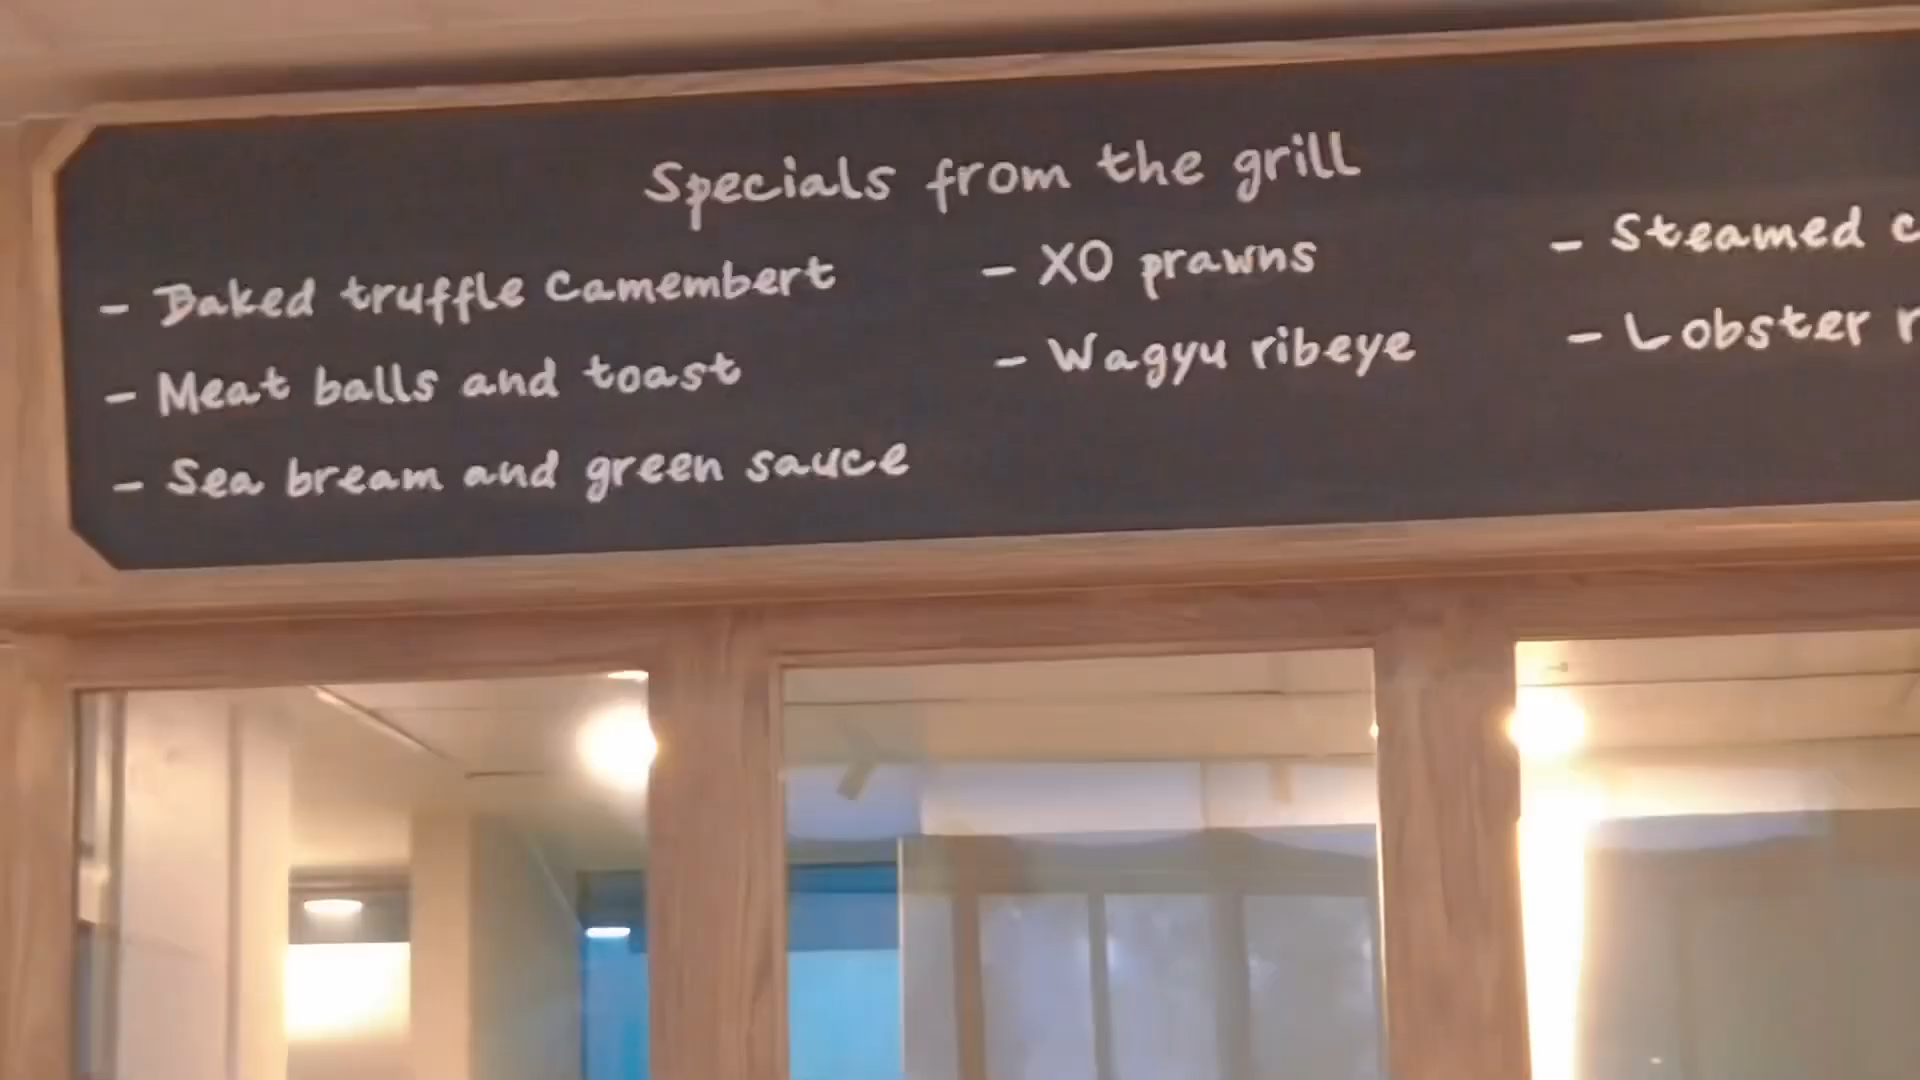 Specials from the grill
- Baked truffle Camembert
- Meat balls and toast
- Sea bream and green sauce
- XO prawns
- Wagyu ribeye
- Steamed
- Lobster